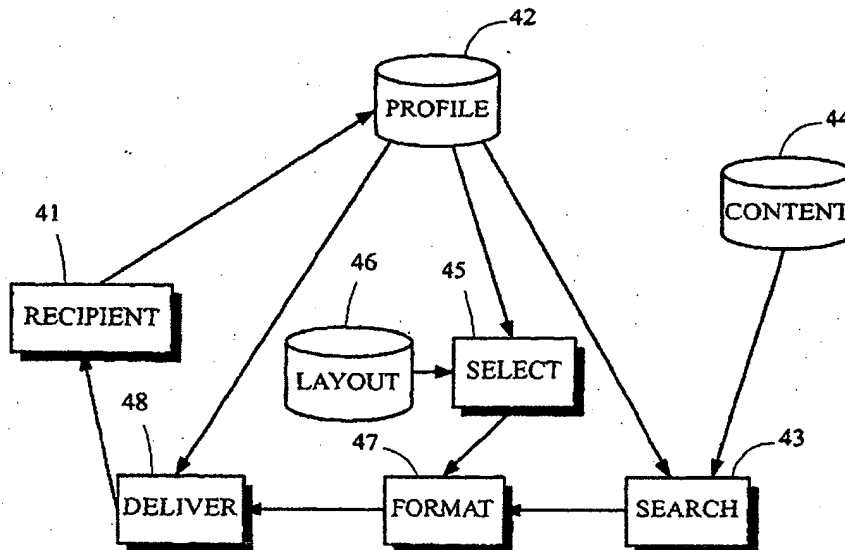 42
PROFILE
44
CONTENT
41
RECIPIENT
46
LAYOUT
45
SELECT
48
DELIVER
47
FORMAT
43
SEARCH